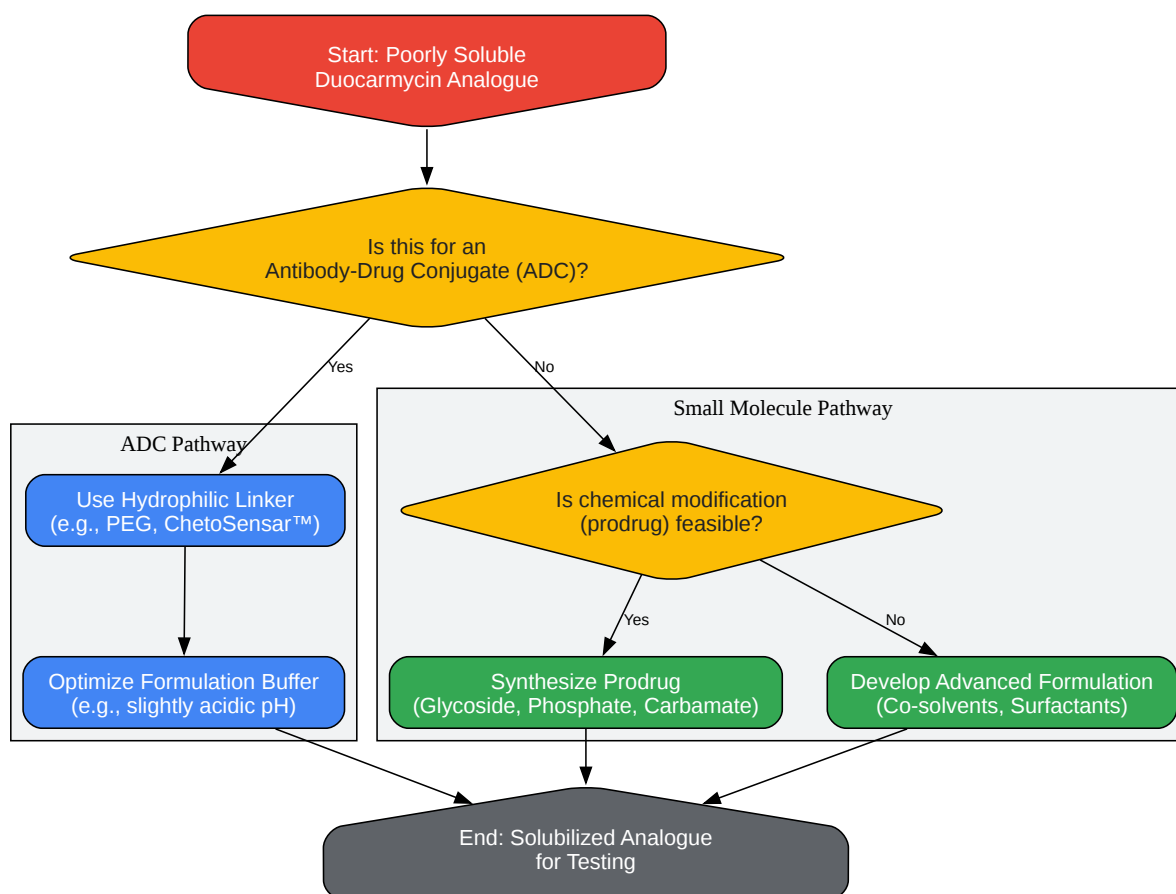 Start: Poorly Soluble
Duocarmycin Analogue
Is this for an
Antibody-Drug Conjugate (ADC)?
Yes
No
ADC Pathway
Use Hydrophilic Linker
(e.g., PEG, ChetoSensar™)
Optimize Formulation Buffer
(e.g., slightly acidic pH)
Small Molecule Pathway
Is chemical modification
(prodrug) feasible?
Yes
No
Synthesize Prodrug
(Glycoside, Phosphate, Carbamate)
Develop Advanced Formulation
(Co-solvents, Surfactants)
End: Solubilized Analogue
for Testing